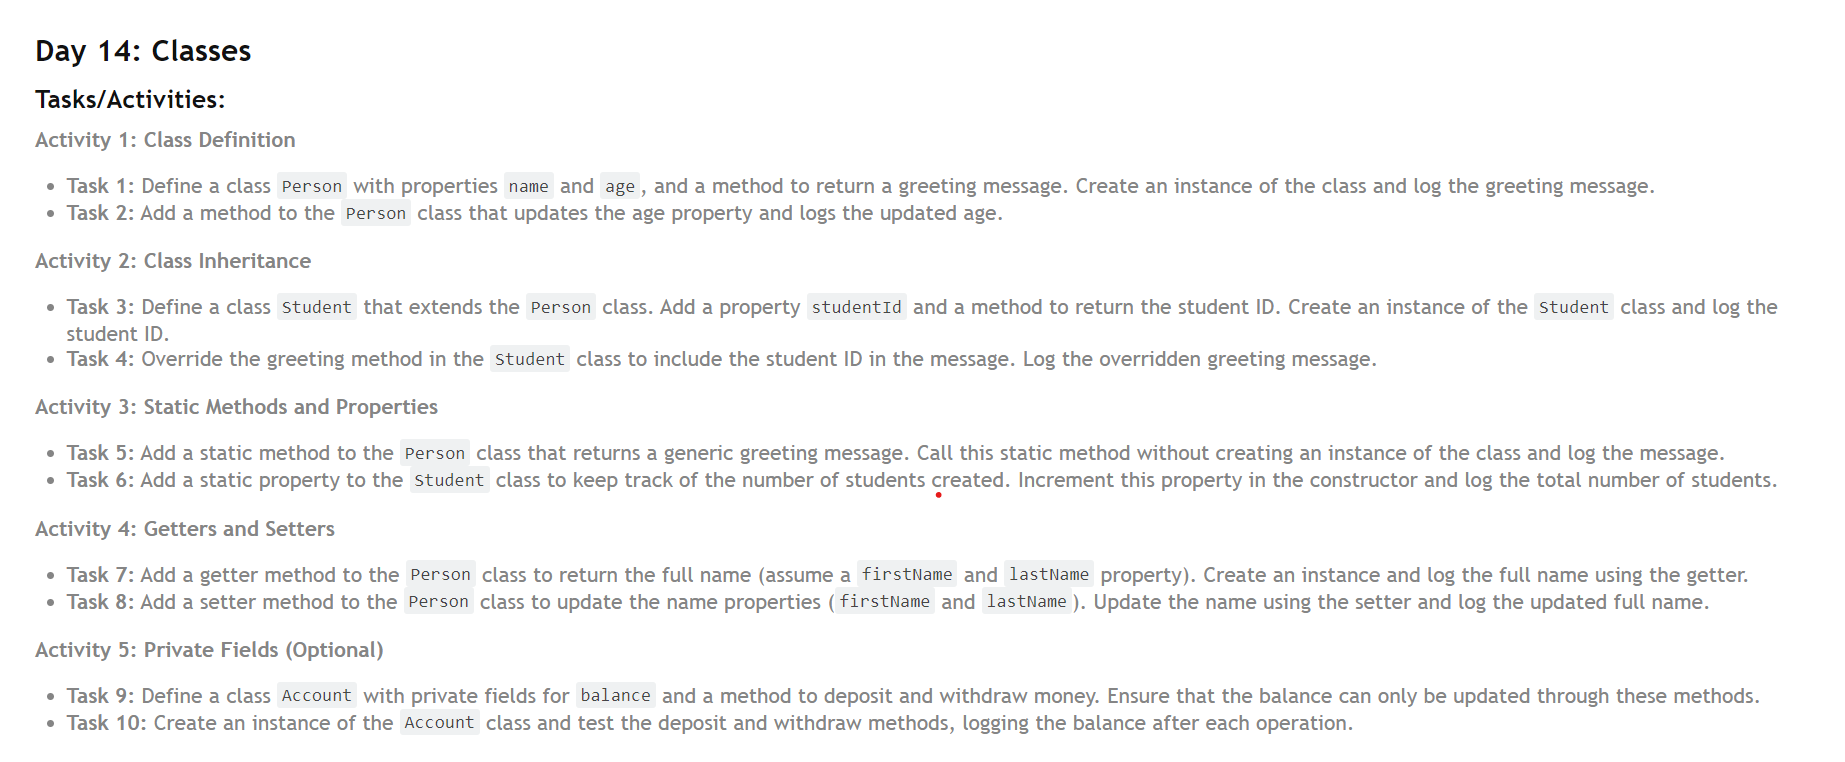 Day 14: Classes
Tasks/Activities:
Activity 1: Class Definition
• Task 1: Define a class Person with properties name and age, and a method to return a greeting message. Create an instance of the class and log the greeting message.
• Task 2: Add a method to the Person class that updates the age property and logs the updated age.
Activity 2: Class Inheritance
• Task 3: Define a class Student that extends the Person class. Add a property studentId and a method to return the student ID. Create an instance of the Student class and log the
student ID.
• Task 4: Override the greeting method in the Student class to include the student ID in the message. Log the overridden greeting message.
Activity 3: Static Methods and Properties
• Task 5: Add a static method to the Person class that returns a generic greeting message. Call this static method without creating an instance of the class and log the message.
• Task 6: Add a static property to the Student class to keep track of the number of students created. Increment this property in the constructor and log the total number of students.
Activity 4: Getters and Setters
• Task 7: Add a getter method to the Person class to return the full name (assume a firstName and lastName property). Create an instance and log the full name using the getter.
• Task 8: Add a setter method to the Person class to update the name properties (firstName and lastName). Update the name using the setter and log the updated full name.
Activity 5: Private Fields (Optional)
• Task 9: Define a class Account with private fields for balance and a method to deposit and withdraw money. Ensure that the balance can only be updated through these methods.
• Task 10: Create an instance of the Account class and test the deposit and withdraw methods, logging the balance after each operation.